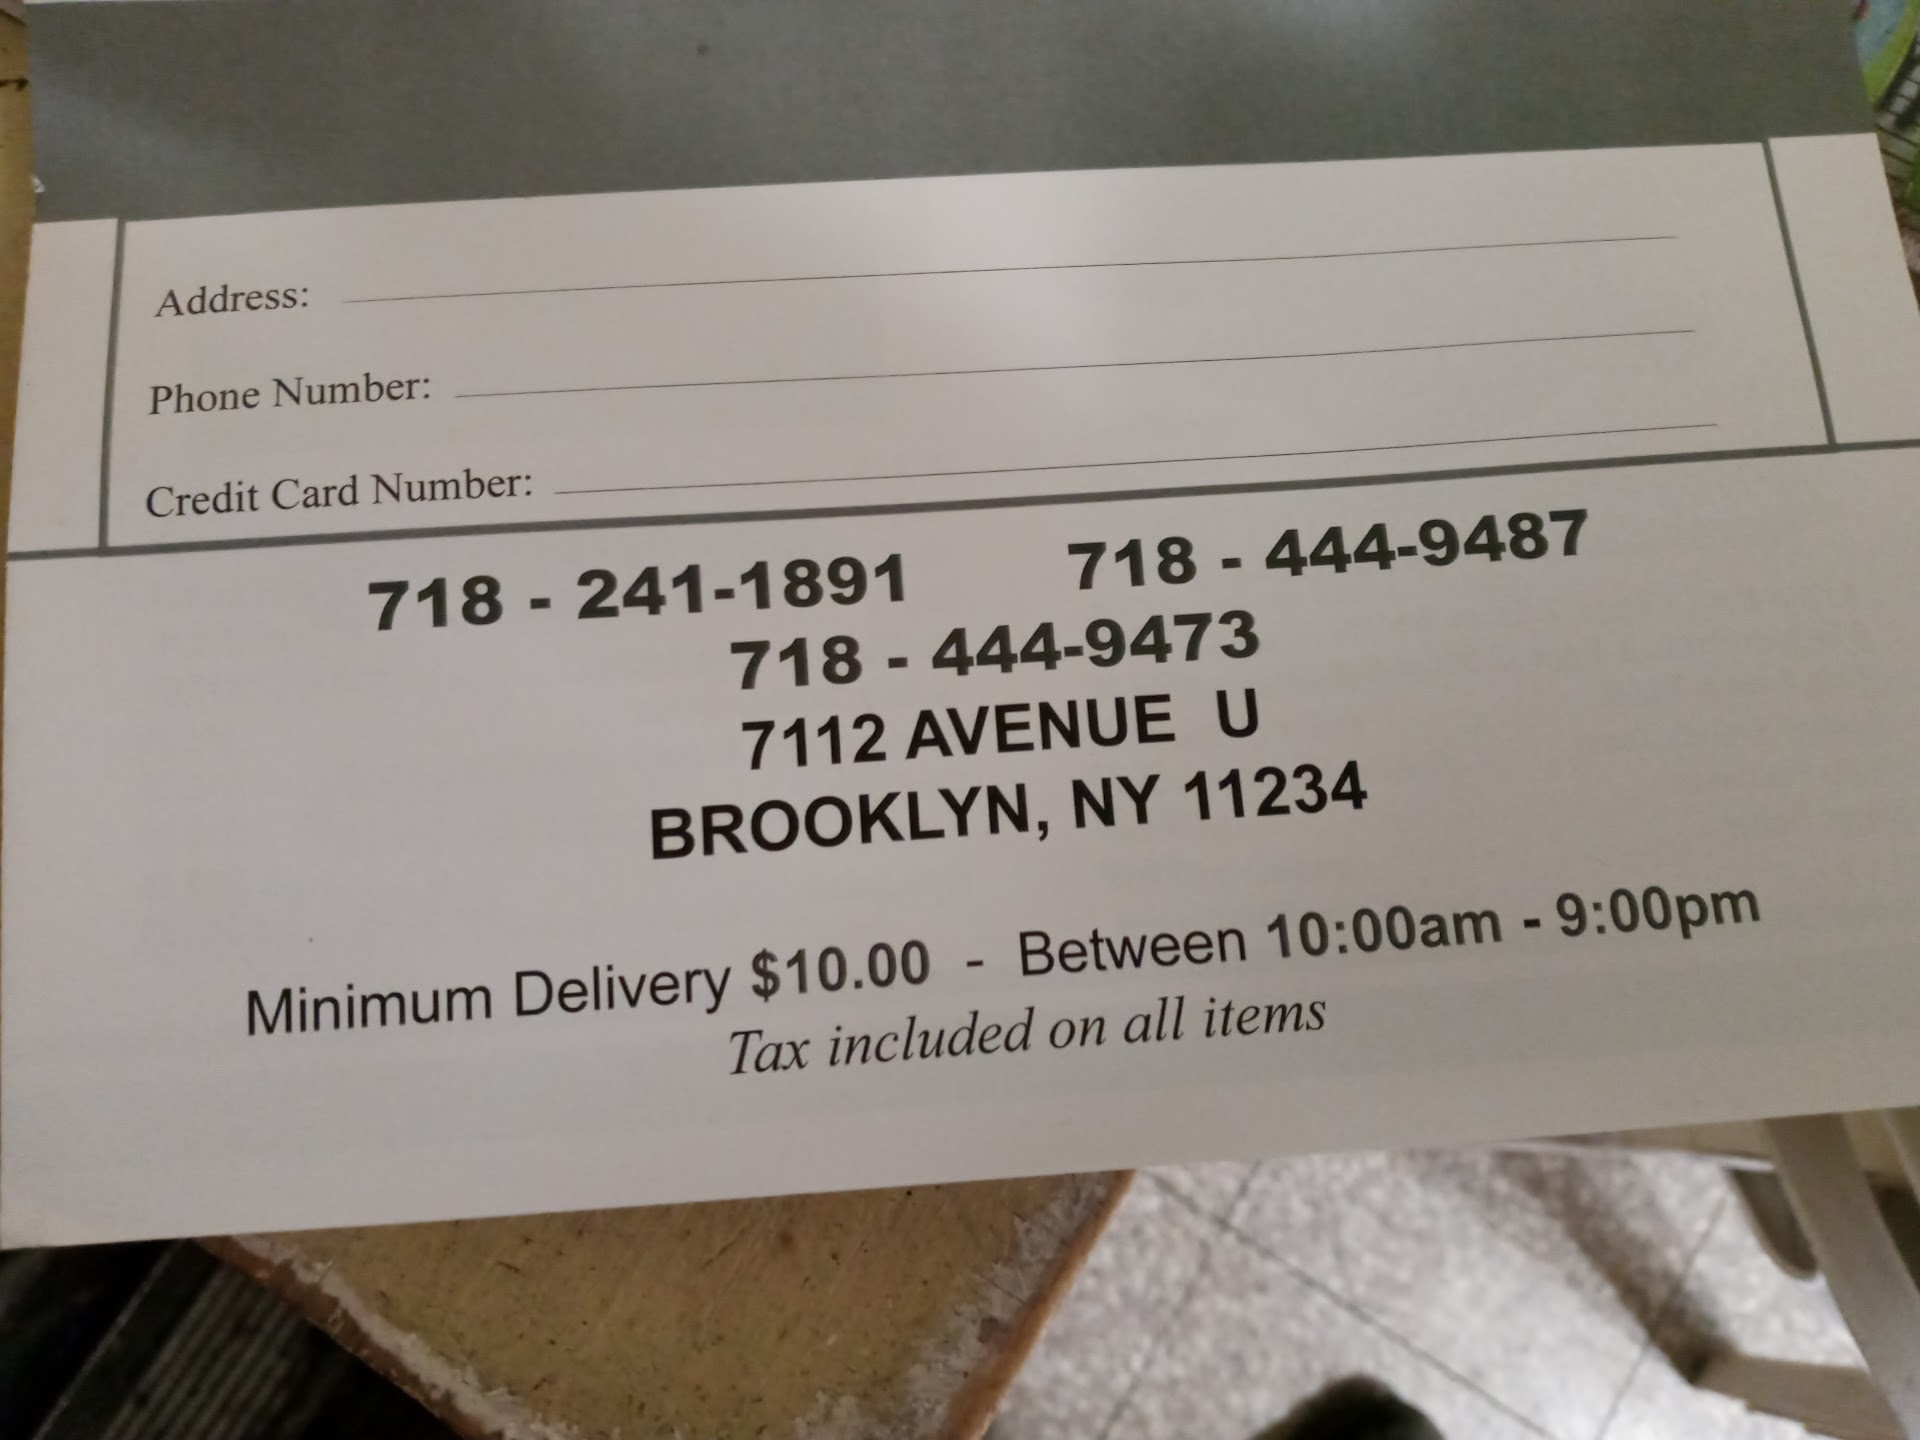 Address:
Phone Number:
Credit Card Number:
718 - 241-1891 718 - 444-9487
718 - 444-9473
7112 AVENUE U
BROOKLYN, NY 11234
Minimum Delivery $10.00 - Between 10:00am - 9:00pm
Tax included on all items